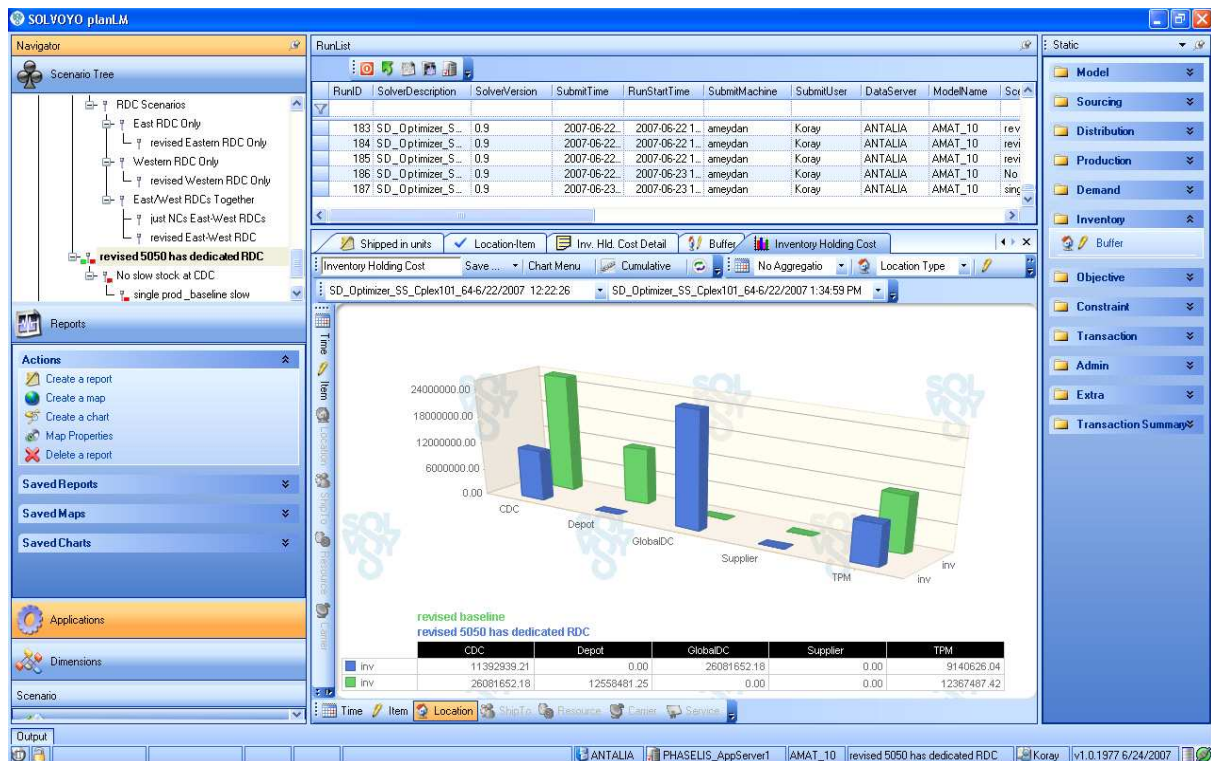 SOLVOYO planLM
Navigator
Scenario Tree
RDC Scenarios
East RDC Only
revised Eastern RDC Only
Western RDC Only
revised Western RDC Only
East/West RDCs Together
just NCs East-West RDCs
revised East-West RDC
revised 5050 has dedicated RDC
No slow stock at CDC
single prod _baseline slow
Reports
Actions
Create a report
Create a map
Create a chart
Map Properties
Delete a report
Saved Reports
Saved Maps
Saved Charts
Applications
Dimensions
Scenario
RunList
RunID SolverDescription SolverVersion SubmitTime RunStartTime SubmitMachine SubmitUser DataServer ModelName Sce
183 SD_Optimizer_S... 0.9 2007-06-22... 2007-06-22 1... ameydan Koray ANTALIA AMAT_10 rev
184 SD_Optimizer_S... 0.9 2007-06-22... 2007-06-22 1... ameydan Koray ANTALIA AMAT_10 revi
185 SD_Optimizer_S... 0.9 2007-06-22... 2007-06-22 1... ameydan Koray ANTALIA AMAT_10 revi
186 SD_Optimizer_S... 0.9 2007-06-22... 2007-06-23 1... ameydan Koray ANTALIA AMAT_10 No
187 SD_Optimizer_S... 0.9 2007-06-23... 2007-06-23 1... ameydan Koray ANTALIA AMAT_10 sing
Shipped in units Location-Item Inv. Hld. Cost Detail Buffer Inventory Holding Cost
Inventory Holding Cost Save ... Chart Menu Cumulative No Aggregatio Location Type
SD_Optimizer_SS_Cplex101_64-6/22/2007 12:22:26 SD_Optimizer_SS_Cplex101_64-6/22/2007 1:34:59 PM
Time
Item
Location
ShipTo
Resource
Carrier
24000000.00
18000000.00
12000000.00
6000000.00
0.00
CDC
Depot
GlobalDC
Supplier
TPM
inv
inv
SOL
SOL
SOL
SOL
revised baseline
revised 5050 has dedicated RDC
CDC Depot GlobalDC Supplier TPM
inv 11392939.21 0.00 26081652.18 0.00 9140626.04
inv 26081652.18 12558481.25 0.00 0.00 12367487.42
Time Item Location ShipTo Resource Carrier Service
Static
Model
Sourcing
Distribution
Production
Demand
Inventory
Buffer
Objective
Constraint
Transaction
Admin
Extra
Transaction Summary
Output
ANTALIA PHASELIS_AppServer1 AMAT_10 revised 5050 has dedicated RDC Koray v1.0.1977 6/24/2007